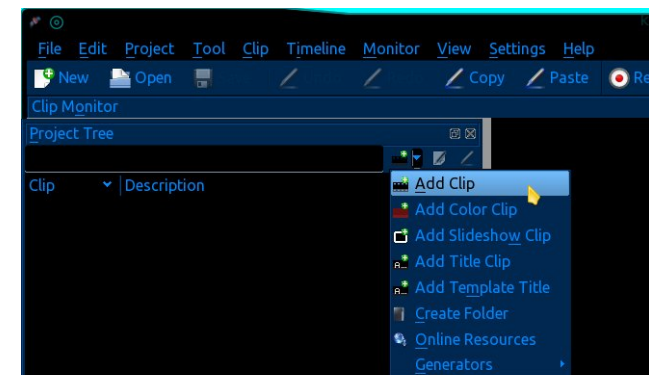 File Edit Project Tool Clip Timeline Monitor View Settings Help
New Open Copy Paste Re
Clip Monitor
Project Tree
Clip Description
Add Clip
Add Color Clip
Add Slideshow Clip
Add Title Clip
Add Template Title
Create Folder
Online Resources
Generators